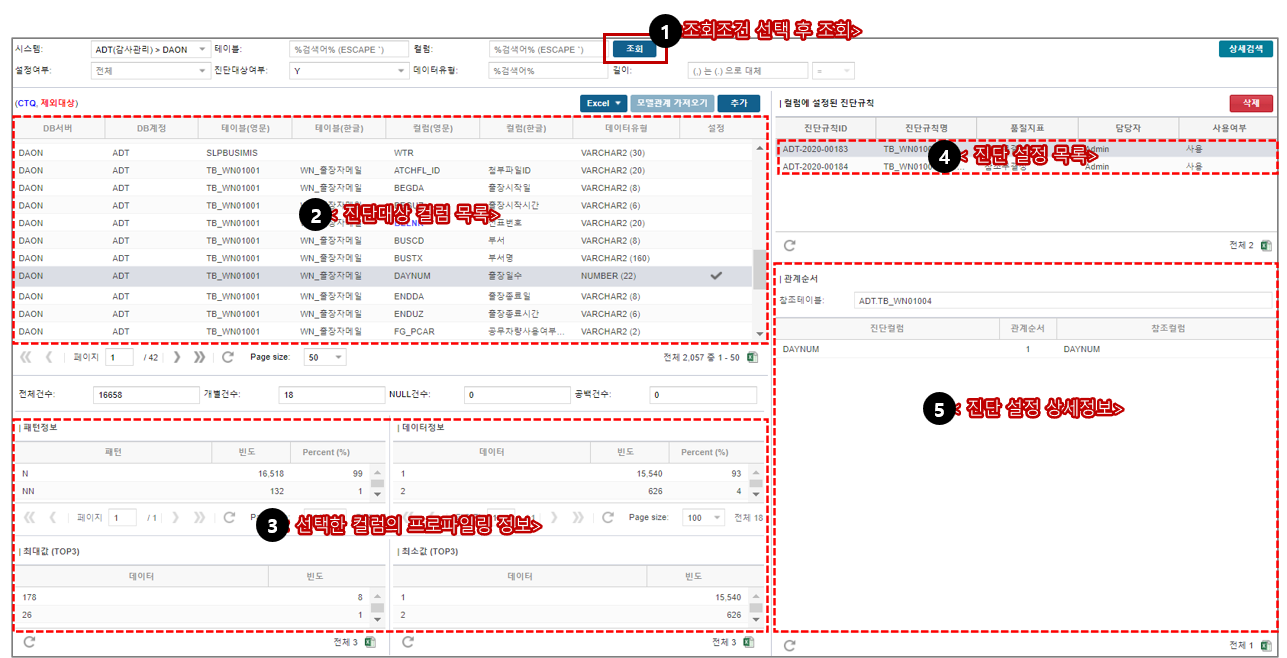 1 조회조건 선택 후 조회>
시스템: ADT(감사관리) > DAON 테이블: %검색어% (ESCAPE `) 컬럼: %검색어% (ESCAPE `) 조회 상세검색
설정여부: 전체 진단대상여부: Y 데이터유형: %검색어% 길이: (,) 는 (.) 으로 대체 =
(CTQ, 제외대상) Excel 모델관계 가져오기 추가
DB서버 DB계정 테이블(영문) 테이블(한글) 컬럼(영문) 컬럼(한글) 데이터유형 설정
DAON ADT SLPBUSIMIS WTR VARCHAR2 (30)
DAON ADT TB_WN01001 WN_출장자메일 ATCHFL_ID 첨부파일ID VARCHAR2 (20)
DAON ADT TB_WN01001 WN_출장자메일 BEGDA 출장시작일 VARCHAR2 (8)
DAON ADT TB_WN01001 WN_출장자메일 출장시작시간 VARCHAR2 (6)
2 < 진단대상 컬럼 목록>
DAON ADT TB_WN01001 WN_출장자메일 전표번호 VARCHAR2 (20)
DAON ADT TB_WN01001 WN_출장자메일 BUSCD 부서 VARCHAR2 (8)
DAON ADT TB_WN01001 WN_출장자메일 BUSTX 부서명 VARCHAR2 (160)
DAON ADT TB_WN01001 WN_출장자메일 DAYNUM 출장일수 NUMBER (22)
DAON ADT TB_WN01001 WN_출장자메일 ENDDA 출장종료일 VARCHAR2 (8)
DAON ADT TB_WN01001 WN_출장자메일 ENDUZ 출장종료시간 VARCHAR2 (6)
DAON ADT TB_WN01001 WN_출장자메일 FG_PCAR 공무차량사용여부... VARCHAR2 (2)
페이지 1 / 42 Page size: 50 전체 2,057 중 1 - 50
전체건수: 16658 개별건수: 18 NULL건수: 0 공백건수: 0
| 패턴정보
패턴 빈도 Percent (%)
N 16,518 99
NN 132 1
페이지 1 / 1
| 데이터정보
데이터 빈도 Percent (%)
1 15,540 93
2 626 4
Page size: 100 전체 18
3 선택한 컬럼의 프로파일링 정보>
| 최대값 (TOP3)
데이터 빈도
178 8
26 1
전체 3
| 최소값 (TOP3)
데이터 빈도
1 15,540
2 626
전체 3
| 컬럼에 설정된 진단규칙 삭제
진단규칙ID 진단규칙명 품질지표 담당자 사용여부
ADT-2020-00183 TB_WN0100 Admin 사용
4 < 진단 설정 목록>
ADT-2020-00184 TB_WN0100 Admin 사용
전체 2
| 관계순서
참조테이블: ADT.TB_WN01004
진단컬럼 관계순서 참조컬럼
DAYNUM 1 DAYNUM
5 < 진단 설정 상세정보>
전체 1